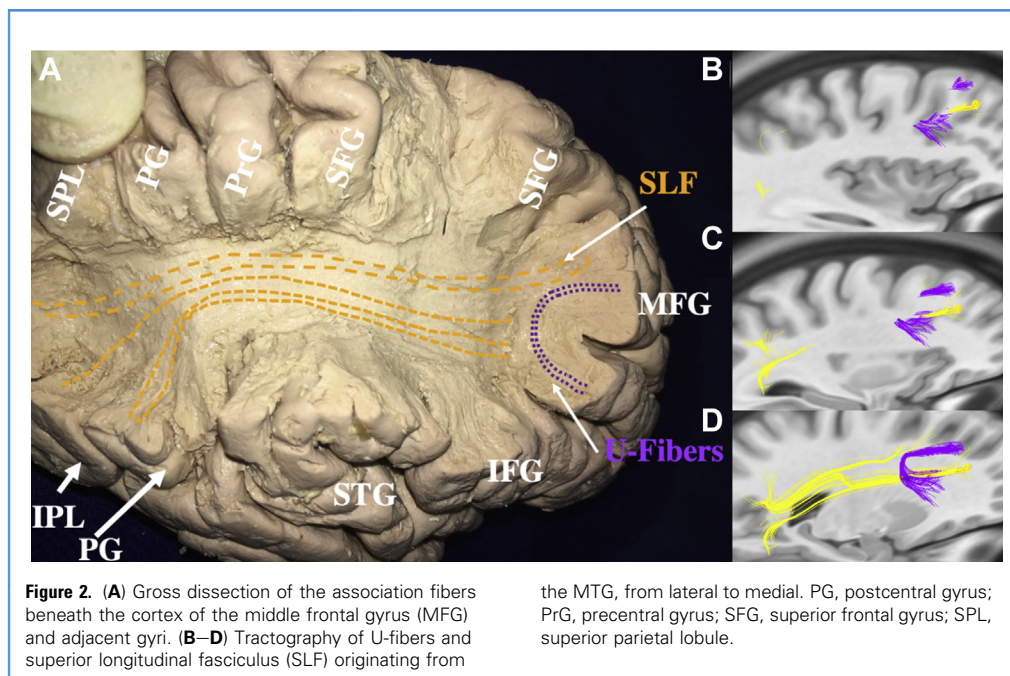 A
B
SPL
PG
PrG
SFG
SFG
SLF
C
MFG
D
U-Fibers
IFG
STG
IPL
PG
Figure 2. (A) Gross dissection of the association fibers
beneath the cortex of the middle frontal gyrus (MFG)
and adjacent gyri. (B–D) Tractography of U-fibers and
superior longitudinal fasciculus (SLF) originating from
the MTG, from lateral to medial. PG, postcentral gyrus;
PrG, precentral gyrus; SFG, superior frontal gyrus; SPL,
superior parietal lobule.